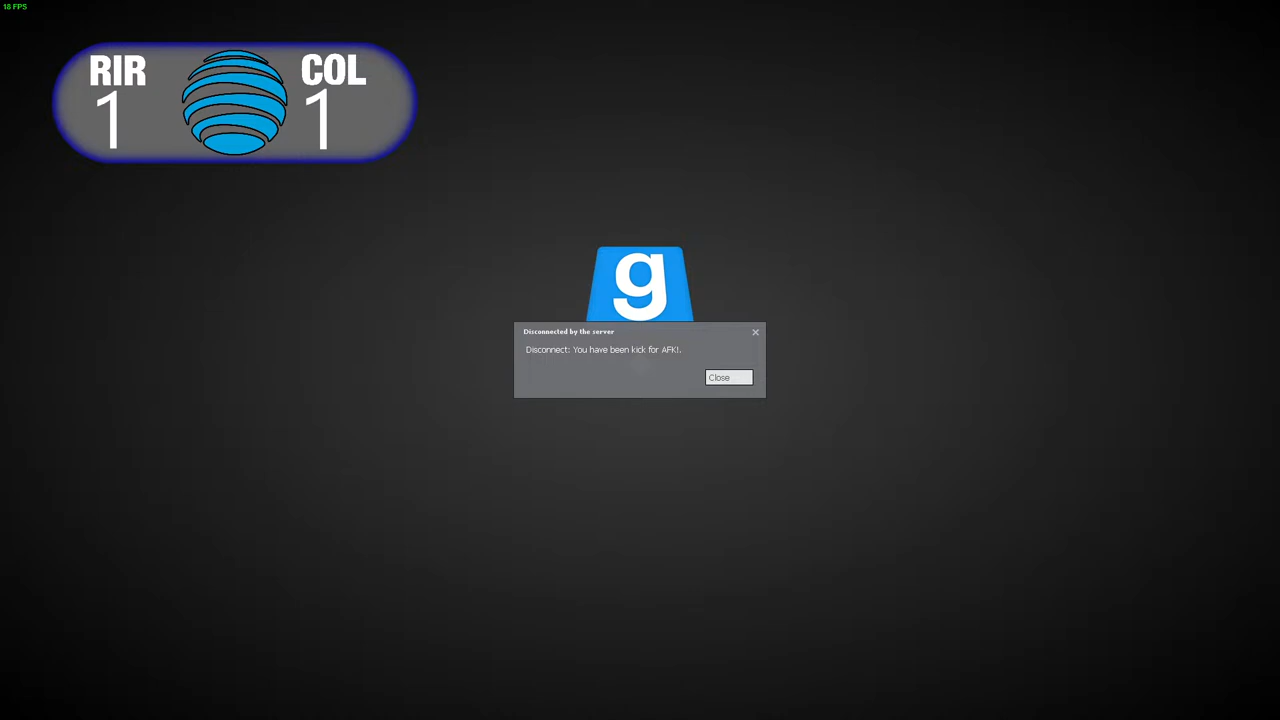 18 FPS
RIR
COL
1
1
g
Disconnected by the server
Disconnect: You have been kick for AFK!.
Close